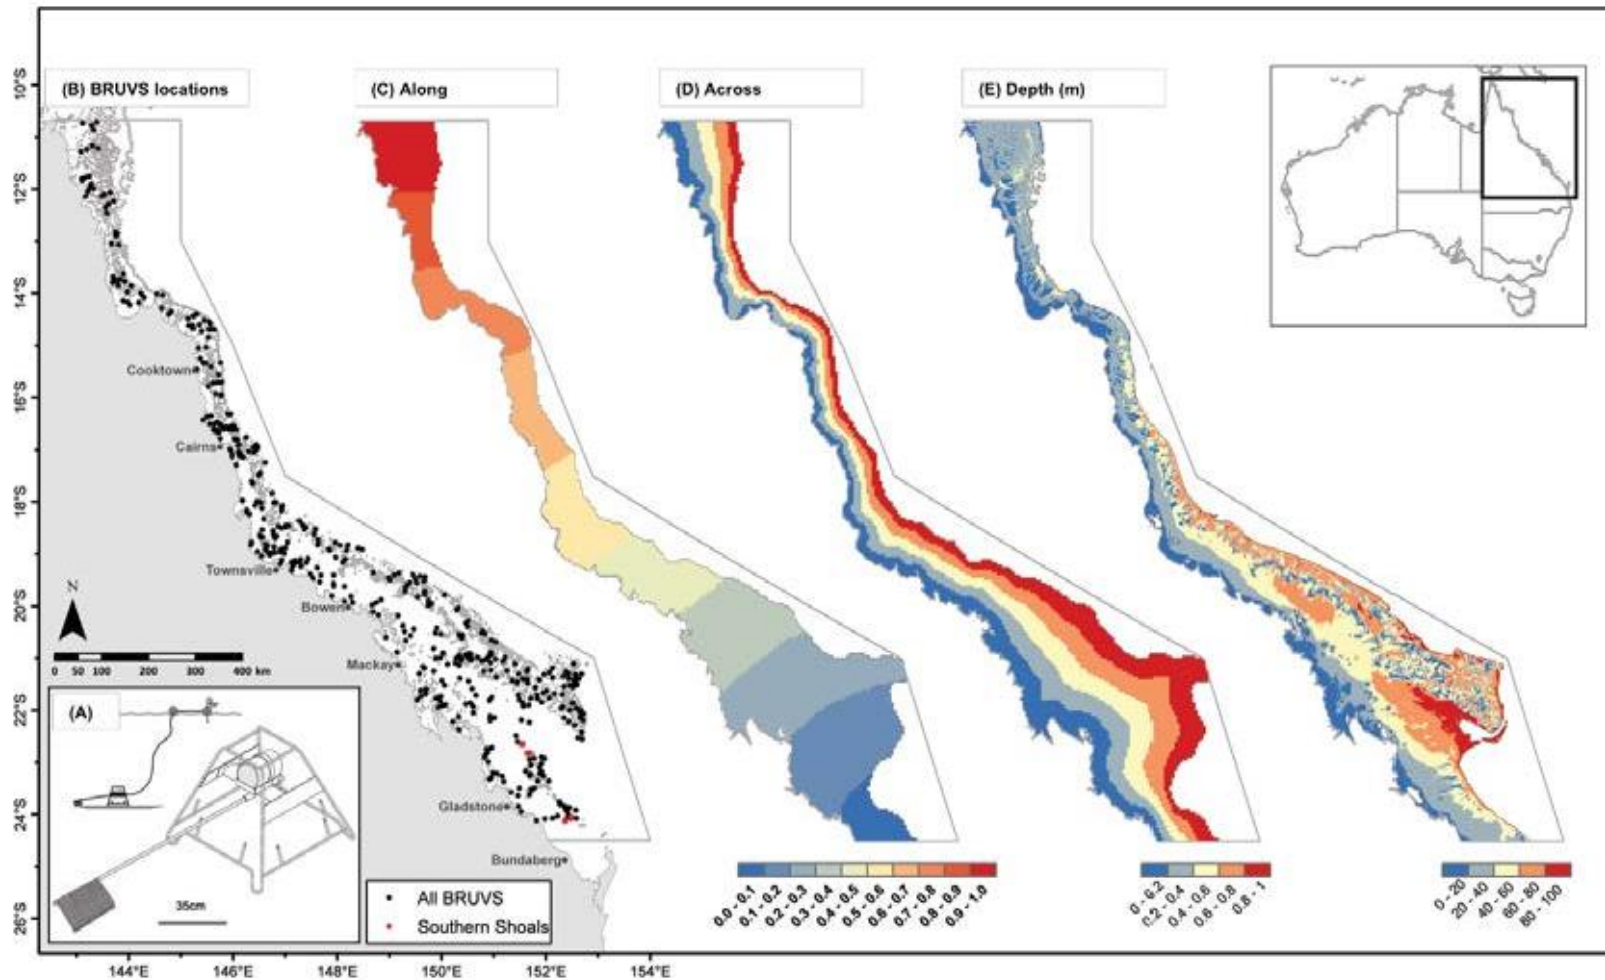 (B) BRUVS locations
(C) Along
(D) Across
(E) Depth (m)
10°S
12°S
14°S
16°S
18°S
20°S
22°S
24°S
26°S
Cooktown
Cairns
Townsville
Bowen
Mackay
Gladstone
Bundaberg
N
0 50 100 200 300 400 km
(A)
35cm
All BRUVS
Southern Shoals
0.0 - 0.1
0.1 - 0.2
0.2 - 0.3
0.3 - 0.4
0.4 - 0.5
0.5 - 0.6
0.6 - 0.7
0.7 - 0.8
0.8 - 0.9
0.9 - 1.0
0 - 0.2
0.2 - 0.4
0.4 - 0.6
0.6 - 0.8
0.8 - 1
0 - 20
20 - 40
40 - 60
60 - 80
80 - 100
144°E
146°E
148°E
150°E
152°E
154°E